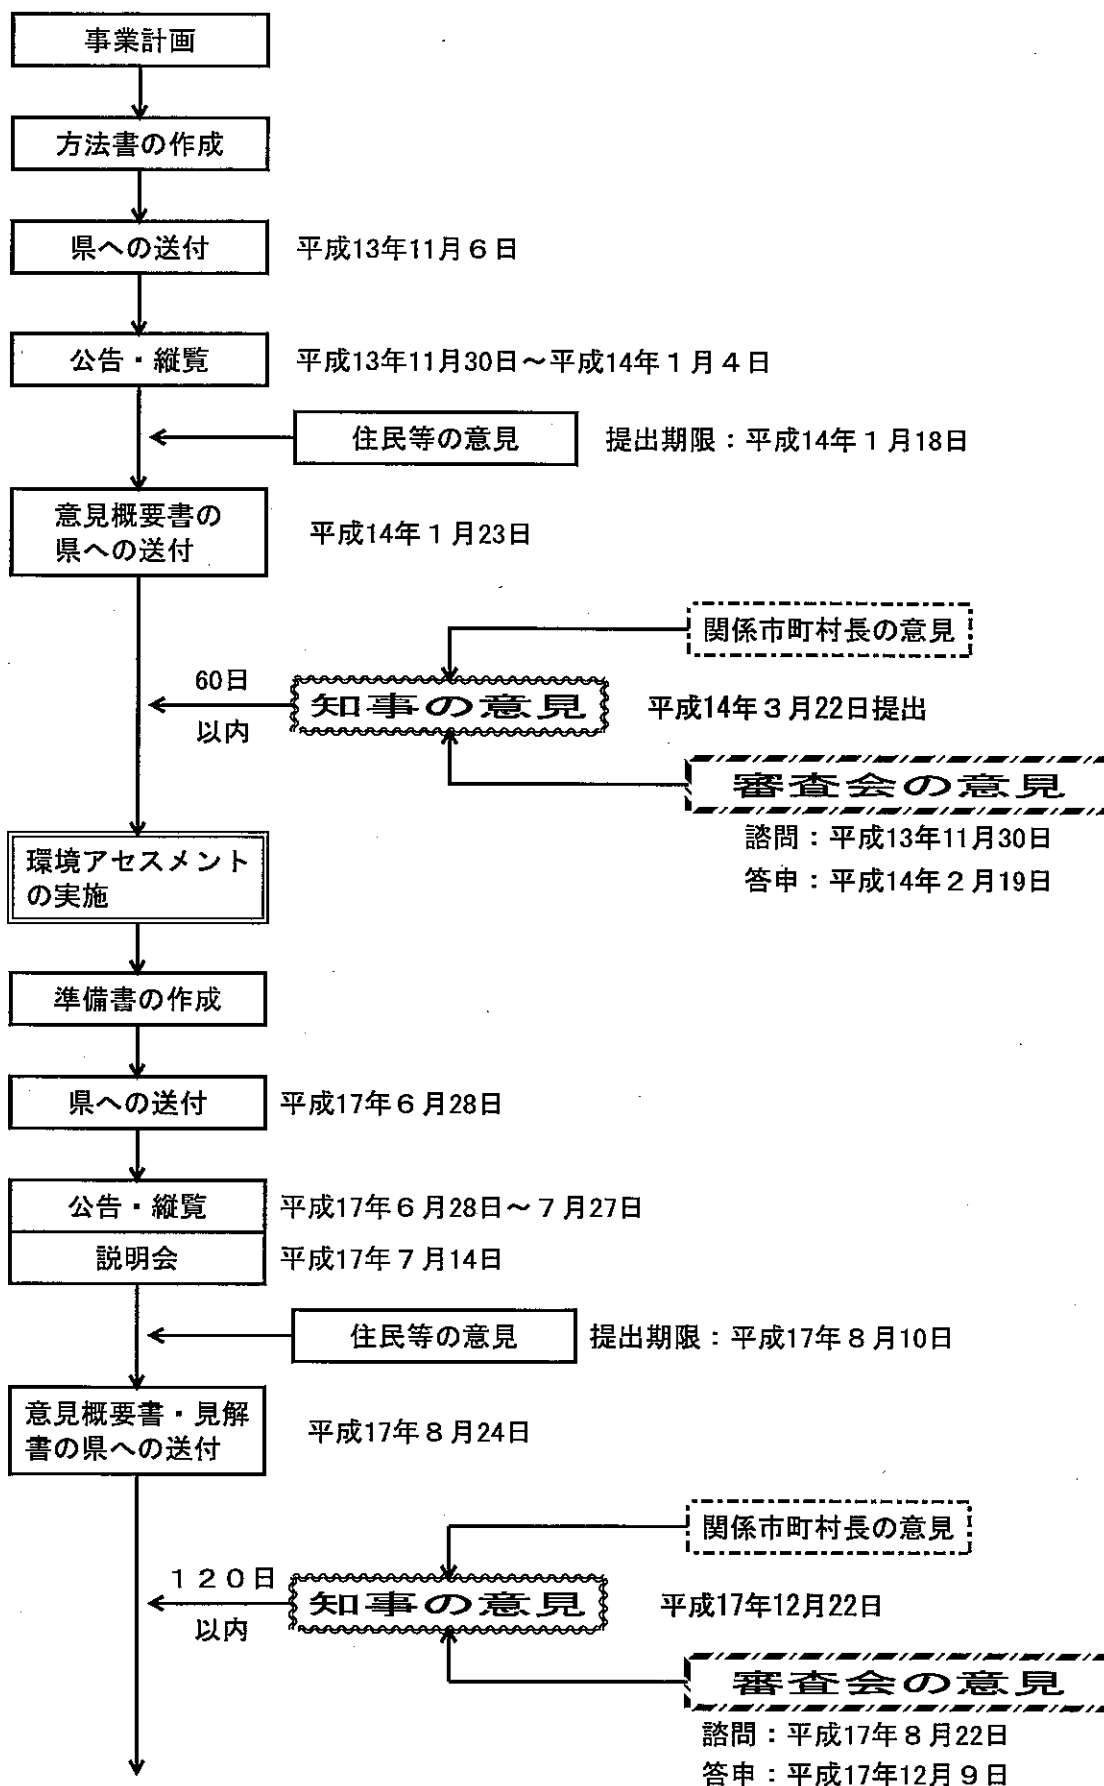 事業計画
方法書の作成
県への送付
平成13年11月6日
公告・縦覧
平成13年11月30日～平成14年1月4日
住民等の意見
提出期限：平成14年1月18日
意見概要書の
県への送付
平成14年1月23日
関係市町村長の意見
60日
以内
知事の意見
平成14年3月22日提出
審査会の意見
諮問：平成13年11月30日
答申：平成14年2月19日
環境アセスメント
の実施
準備書の作成
県への送付
平成17年6月28日
公告・縦覧
平成17年6月28日～7月27日
説明会
平成17年7月14日
住民等の意見
提出期限：平成17年8月10日
意見概要書・見解
書の県への送付
平成17年8月24日
関係市町村長の意見
120日
以内
知事の意見
平成17年12月22日
審査会の意見
諮問：平成17年8月22日
答申：平成17年12月9日